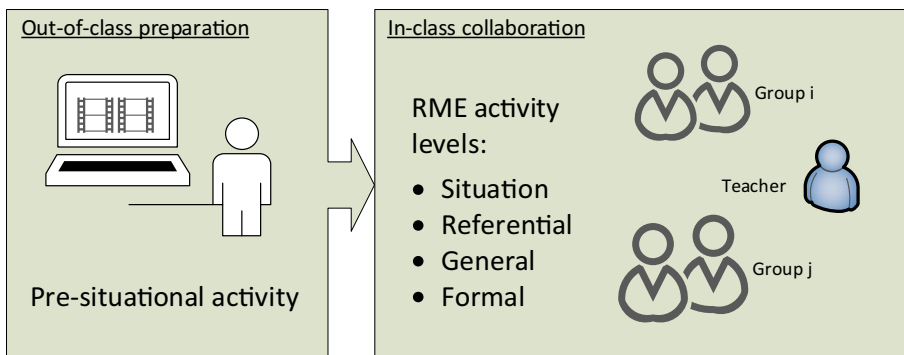 Out-of-class preparation
Pre-situational activity
In-class collaboration
RME activity
levels:
• Situation
• Referential
• General
• Formal
Group i
Teacher
Group j